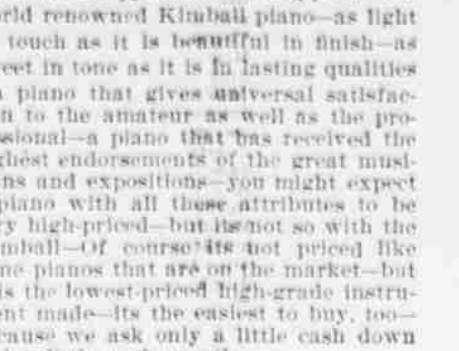 rld renowned Kimball piano—as light
touch as it is beautiful in finish—as
eet in tone as it is in lasting qualities
piano that gives universal satisfac-
n to the amateur as well as the pro-
ssional—a piano that has received the
ghest endorsements of the great musi-
ns and expositions—you might expect
piano with all these attributes to be
ry high-priced—but its not so with the
mball—Of course its not priced like
ne pianos that are on the market—but
is the lowest-priced high-grade instru-
ent made—its the easiest to buy, too—
cause we ask only a little cash down